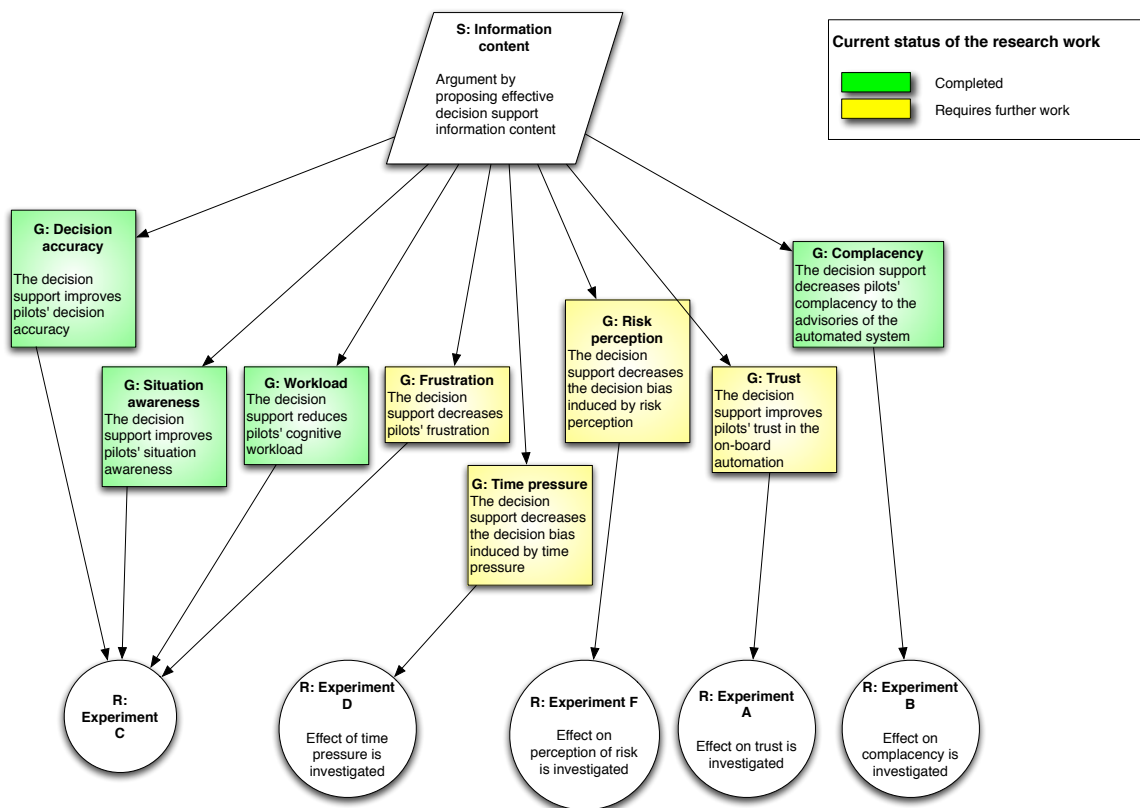 S: Information
content
Argument by
proposing effective
decision support
information content
Current status of the research work
Completed
Requires further work
G: Decision
accuracy
The decision
support improves
pilots' decision
accuracy
G: Situation
awareness
The decision
support improves
pilots' situation
awareness
G: Workload
The decision
support reduces
pilots' cognitive
workload
G: Frustration
The decision
support decreases
pilots' frustration
G: Time pressure
The decision
support decreases
the decision bias
induced by time
pressure
G: Risk
perception
The decision
support decreases
the decision bias
induced by risk
perception
G: Trust
The decision
support improves
pilots' trust in the
on-board
automation
G: Complacency
The decision support
decreases pilots'
complacency to the
advisories of the
automated system
R:
Experiment
C
R: Experiment
D
Effect of time
pressure is
investigated
R: Experiment F
Effect on
perception of risk
is investigated
R: Experiment
A
Effect on trust is
investigated
R: Experiment
B
Effect on
complacency is
investigated